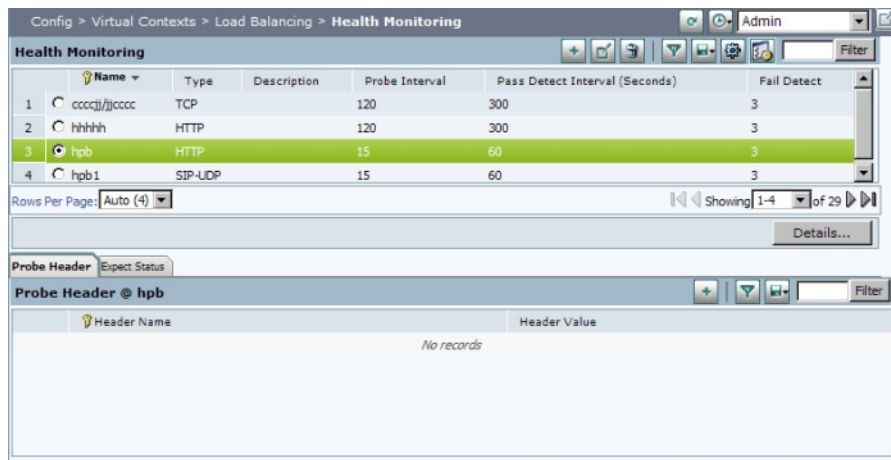 Config > Virtual Contexts > Load Balancing > Health Monitoring Admin
Health Monitoring Filter
Name Type Description Probe Interval Pass Detect Interval (Seconds) Fail Detect
1 ccccjj/jjcccc TCP 120 300 3
2 hhhhh HTTP 120 300 3
3 hpb HTTP 15 60 3
4 hpb1 SIP-UDP 15 60 3
Rows Per Page: Auto (4) Showing 1-4 of 29
Details...
Probe Header Expect Status
Probe Header @ hpb Filter
Header Name Header Value
No records